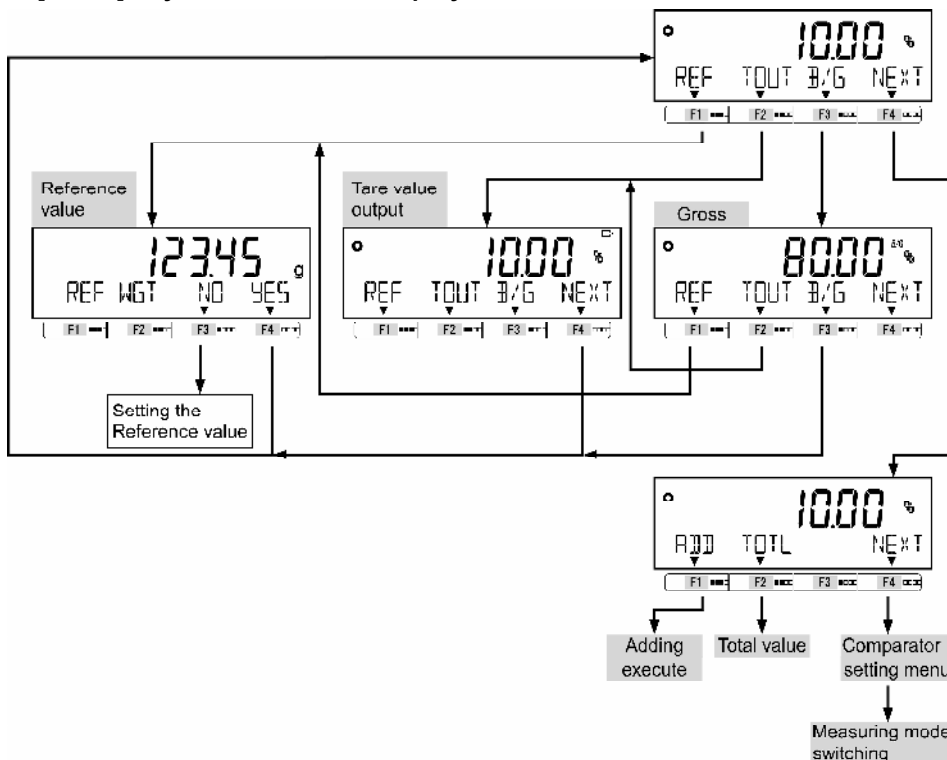 10.00 %
REF TOUT B/G NEXT
F1 F2 F3 F4
Reference
value
123.45 g
REF WGT NO YES
F1 F2 F3 F4
Setting the
Reference value
Tare value
output
10.00 %
REF TOUT B/G NEXT
F1 F2 F3 F4
Gross
80.00 B/G %
REF TOUT B/G NEXT
F1 F2 F3 F4
10.00 %
ADD TOTL NEXT
F1 F2 F3 F4
Adding
execute
Total value
Comparator
setting menu
Measuring mode
switching